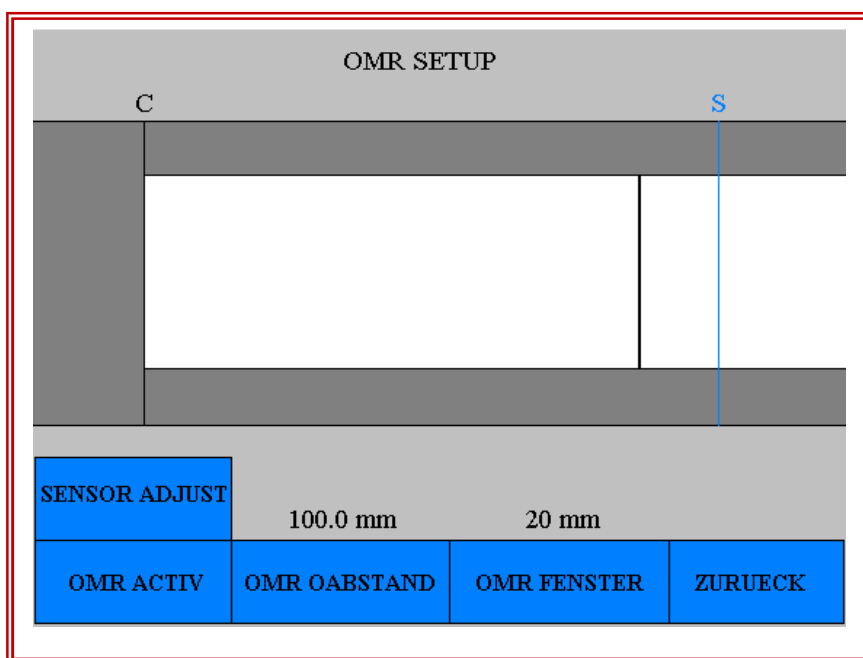 OMR SETUP
C S
SENSOR ADJUST
100.0 mm 20 mm
OMR ACTIV OMR OABSTAND OMR FENSTER ZURUECK